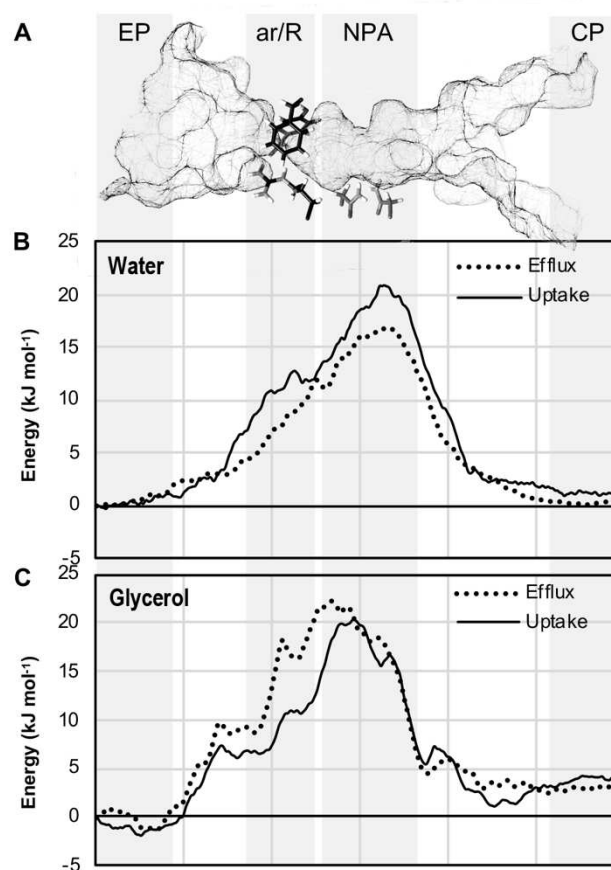 A EP ar/R NPA CP
B
25
Water
Efflux
Uptake
20
15
10
5
0
-5
Energy (kJ mol⁻¹)
C
25
Glycerol
Efflux
Uptake
20
15
10
5
0
-5
Energy (kJ mol⁻¹)